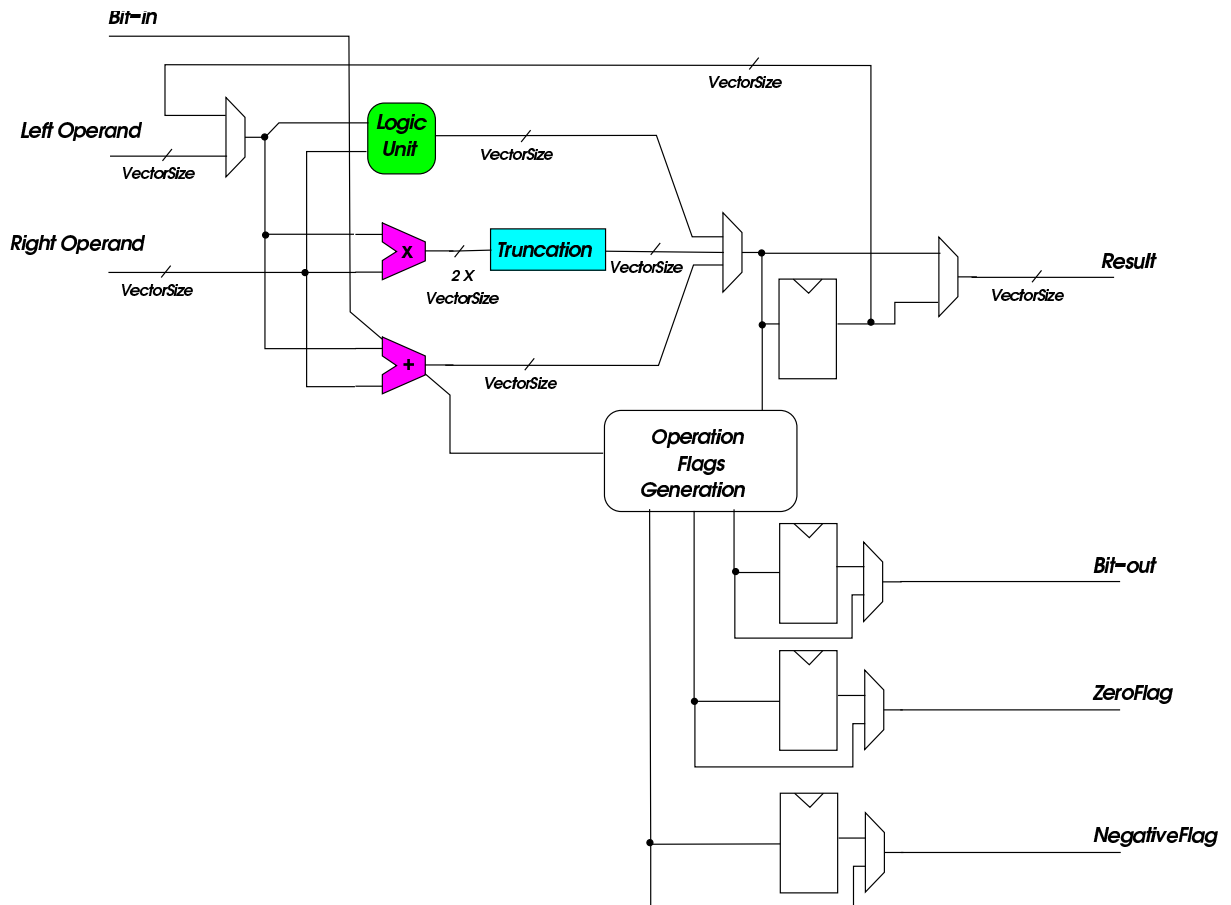 Bit-in
VectorSize
Left Operand
VectorSize
Logic
Unit
VectorSize
Right Operand
VectorSize
X
2 X
VectorSize
Truncation
VectorSize
Result
VectorSize
+
VectorSize
Operation
Flags
Generation
Bit-out
ZeroFlag
NegativeFlag